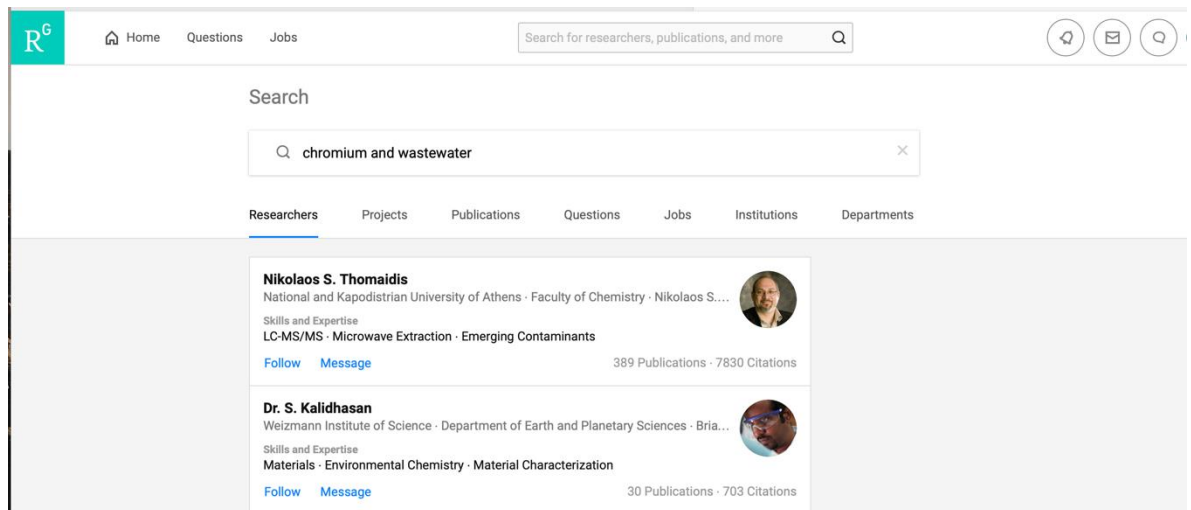 RG
Home Questions Jobs Search for researchers, publications, and more
Search
chromium and wastewater
Researchers Projects Publications Questions Jobs Institutions Departments
Nikolaos S. Thomaidis
National and Kapodistrian University of Athens · Faculty of Chemistry · Nikolaos S....
Skills and Expertise
LC-MS/MS · Microwave Extraction · Emerging Contaminants
Follow Message 389 Publications · 7830 Citations
Dr. S. Kalidhasan
Weizmann Institute of Science · Department of Earth and Planetary Sciences · Bria...
Skills and Expertise
Materials · Environmental Chemistry · Material Characterization
Follow Message 30 Publications · 703 Citations